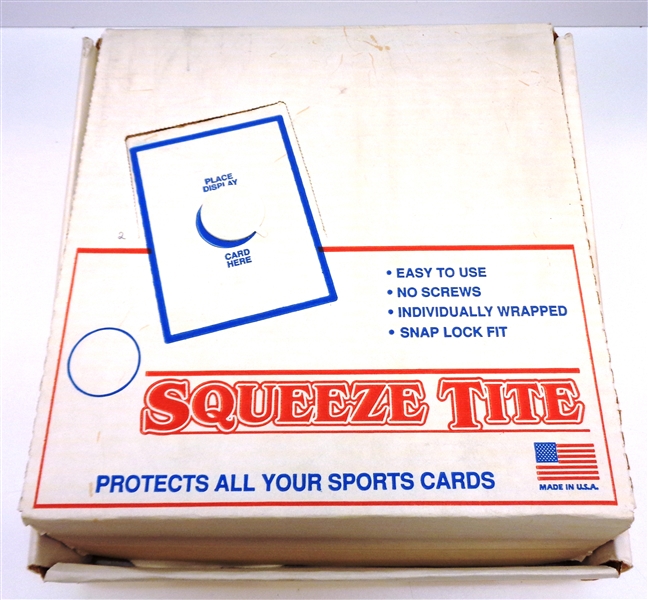 PLACE
DISPLAY
CARD
HERE
• EASY TO USE
• NO SCREWS
• INDIVIDUALLY WRAPPED
• SNAP LOCK FIT
SQUEEZE TITE
PROTECTS ALL YOUR SPORTS CARDS
MADE IN U.S.A.